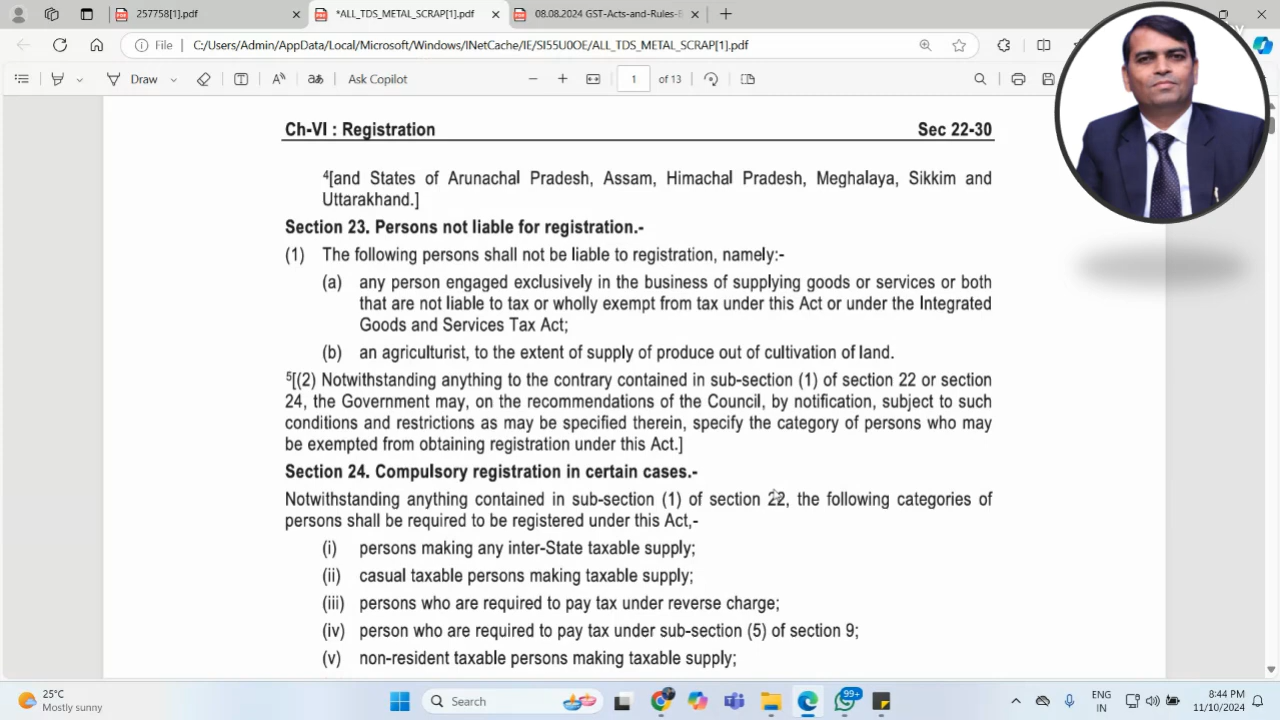 257758[1].pdf
*ALL_TDS_METAL_SCRAP[1].pdf
08.08.2024 GST-Acts-and-Rules-B
File
C:/Users/Admin/AppData/Local/Microsoft/Windows/INetCache/IE/SI55U0OE/ALL_TDS_METAL_SCRAP[1].pdf
Draw
Ask Copilot
1 of 13
Ch-VI : Registration Sec 22-30
4[and States of Arunachal Pradesh, Assam, Himachal Pradesh, Meghalaya, Sikkim and
Uttarakhand.]
Section 23. Persons not liable for registration.-
(1) The following persons shall not be liable to registration, namely:-
(a) any person engaged exclusively in the business of supplying goods or services or both
that are not liable to tax or wholly exempt from tax under this Act or under the Integrated
Goods and Services Tax Act;
(b) an agriculturist, to the extent of supply of produce out of cultivation of land.
5[(2) Notwithstanding anything to the contrary contained in sub-section (1) of section 22 or section
24, the Government may, on the recommendations of the Council, by notification, subject to such
conditions and restrictions as may be specified therein, specify the category of persons who may
be exempted from obtaining registration under this Act.]
Section 24. Compulsory registration in certain cases.-
Notwithstanding anything contained in sub-section (1) of section 22, the following categories of
persons shall be required to be registered under this Act,-
(i) persons making any inter-State taxable supply;
(ii) casual taxable persons making taxable supply;
(iii) persons who are required to pay tax under reverse charge;
(iv) person who are required to pay tax under sub-section (5) of section 9;
(v) non-resident taxable persons making taxable supply;
25°C
Mostly sunny
Search
99+
ENG
IN
8:44 PM
11/10/2024